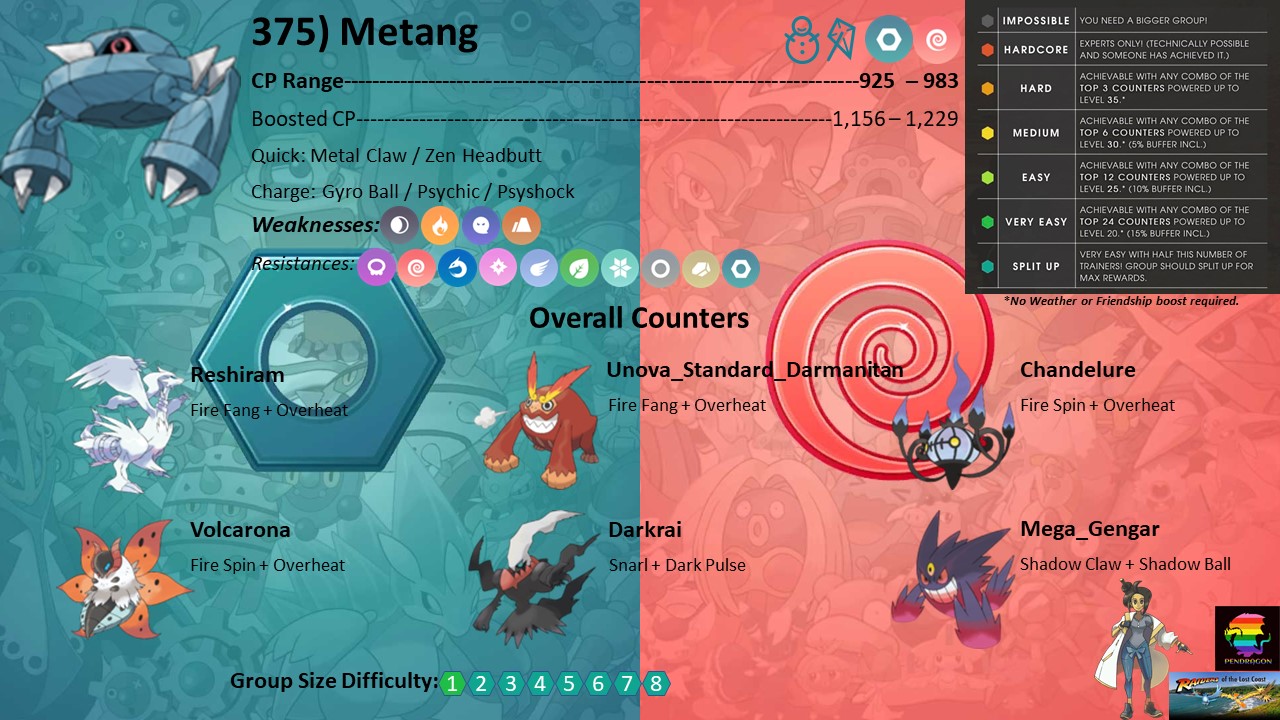 375) Metang
CP Range------------------------------------------------------------------------------------------925 – 983
Boosted CP------------------------------------------------------------------------------------1,156 – 1,229
Quick: Metal Claw / Zen Headbutt
Charge: Gyro Ball / Psychic / Psyshock
Weaknesses:
Resistances:
IMPOSSIBLE YOU NEED A BIGGER GROUP!
HARDCORE EXPERTS ONLY! (TECHNICALLY POSSIBLE
AND SOMEONE HAS ACHIEVED IT.)
HARD ACHIEVABLE WITH ANY COMBO OF THE
TOP 3 COUNTERS POWERED UP TO
LEVEL 35.*
MEDIUM ACHIEVABLE WITH ANY COMBO OF THE
TOP 6 COUNTERS POWERED UP TO
LEVEL 30.* (5% BUFFER INCL.)
EASY ACHIEVABLE WITH ANY COMBO OF THE
TOP 12 COUNTERS POWERED UP TO
LEVEL 25.* (10% BUFFER INCL.)
VERY EASY ACHIEVABLE WITH ANY COMBO OF THE
TOP 24 COUNTERS POWERED UP TO
LEVEL 20.* (15% BUFFER INCL.)
SPLIT UP VERY EASY WITH HALF THIS NUMBER OF
TRAINERS! GROUP SHOULD SPLIT UP FOR
MAX REWARDS.
*No Weather or Friendship boost required.
Overall Counters
Reshiram
Fire Fang + Overheat
Unova_Standard_Darmanitan
Fire Fang + Overheat
Chandelure
Fire Spin + Overheat
Volcarona
Fire Spin + Overheat
Darkrai
Snarl + Dark Pulse
Mega_Gengar
Shadow Claw + Shadow Ball
Group Size Difficulty: 1 2 3 4 5 6 7 8
PENDRAGON
RAIDERS of the Lost Coast